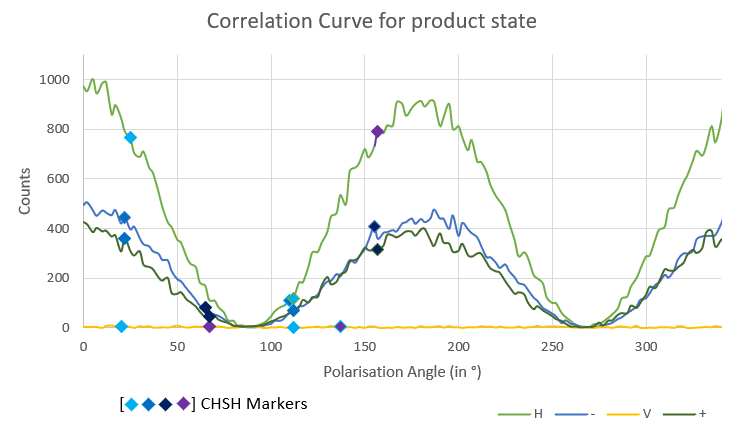 Correlation Curve for product state
1000
800
600
400
200
0
Counts
0 50 100 150 200 250 300
Polarisation Angle (in °)
[ ] CHSH Markers
H - V +